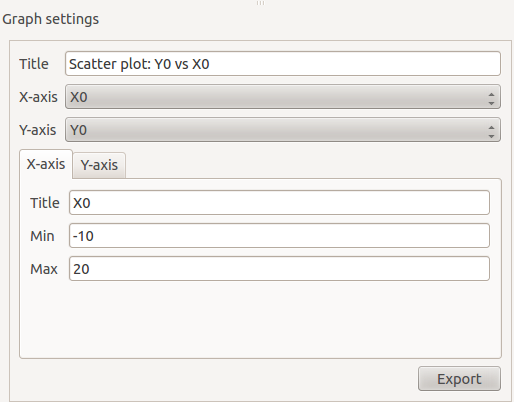 Graph settings
Title Scatter plot: Y0 vs X0
X-axis X0
Y-axis Y0
X-axis Y-axis
Title X0
Min -10
Max 20
Export